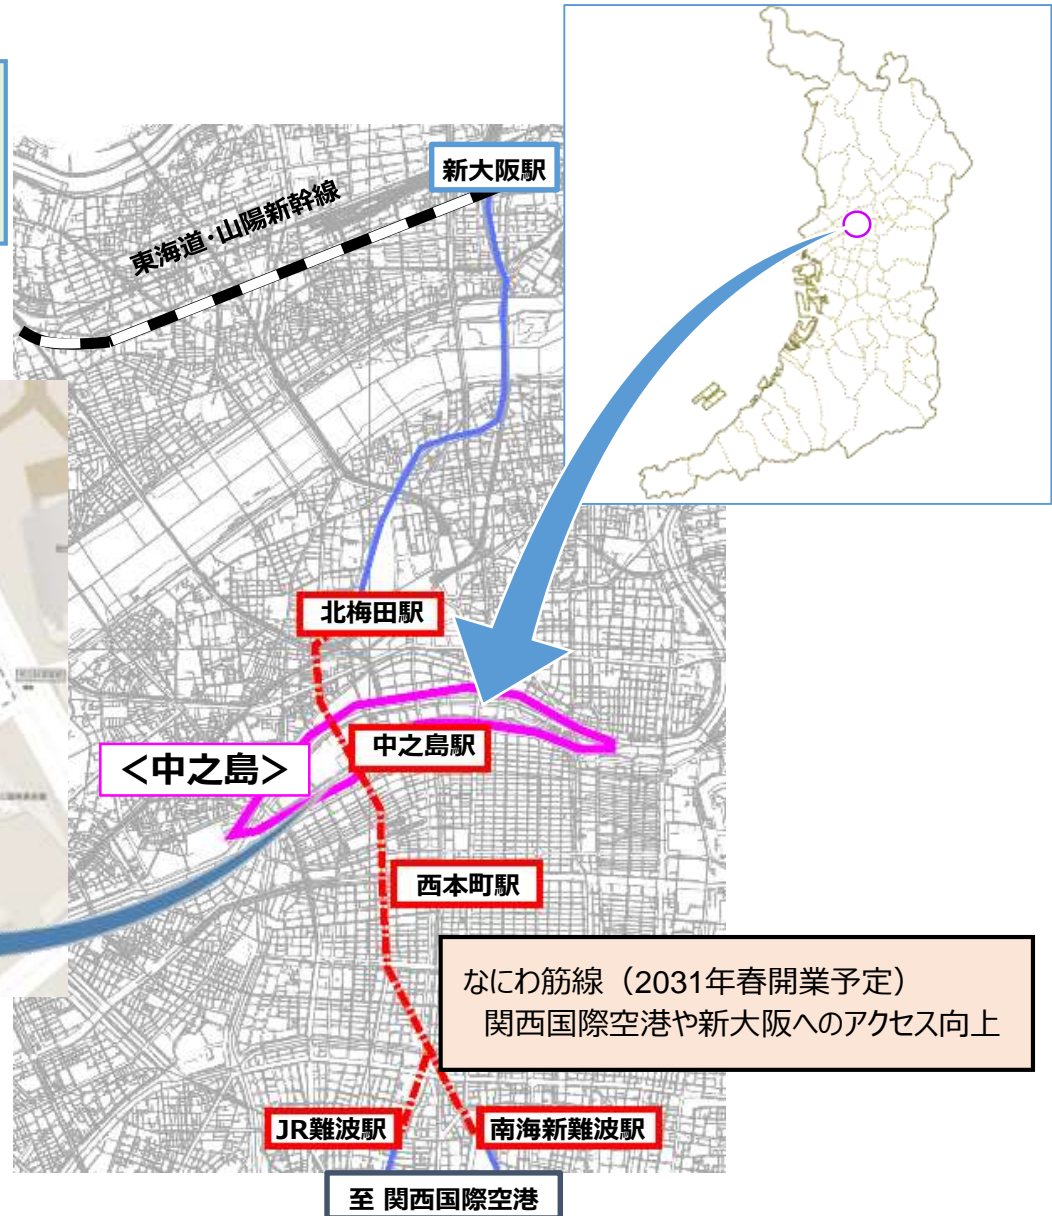 新大阪駅
東海道・山陽新幹線
北梅田駅
中之島駅
＜中之島＞
西本町駅
なにわ筋線（2031年春開業予定）
関西国際空港や新大阪へのアクセス向上
JR難波駅
南海新難波駅
至 関西国際空港